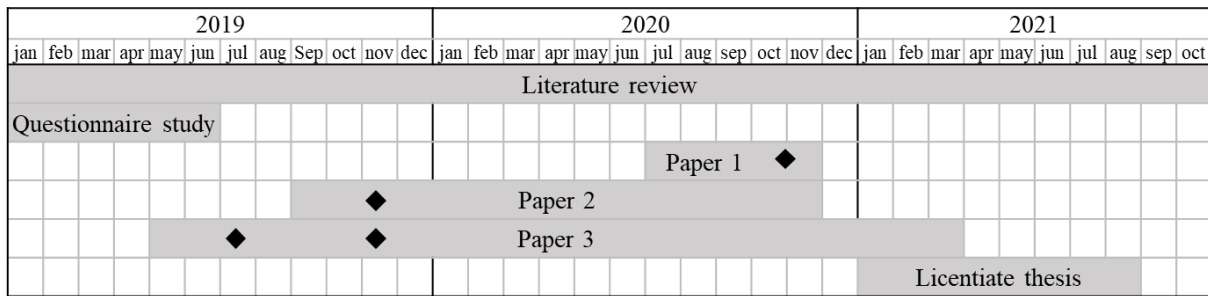 2019 2020 2021
jan feb mar apr may jun jul aug Sep oct nov dec jan feb mar apr may jun jul aug sep oct nov dec jan feb mar apr may jun jul aug sep oct
Literature review
Questionnaire study
Paper 1
Paper 2
Paper 3
Licentiate thesis